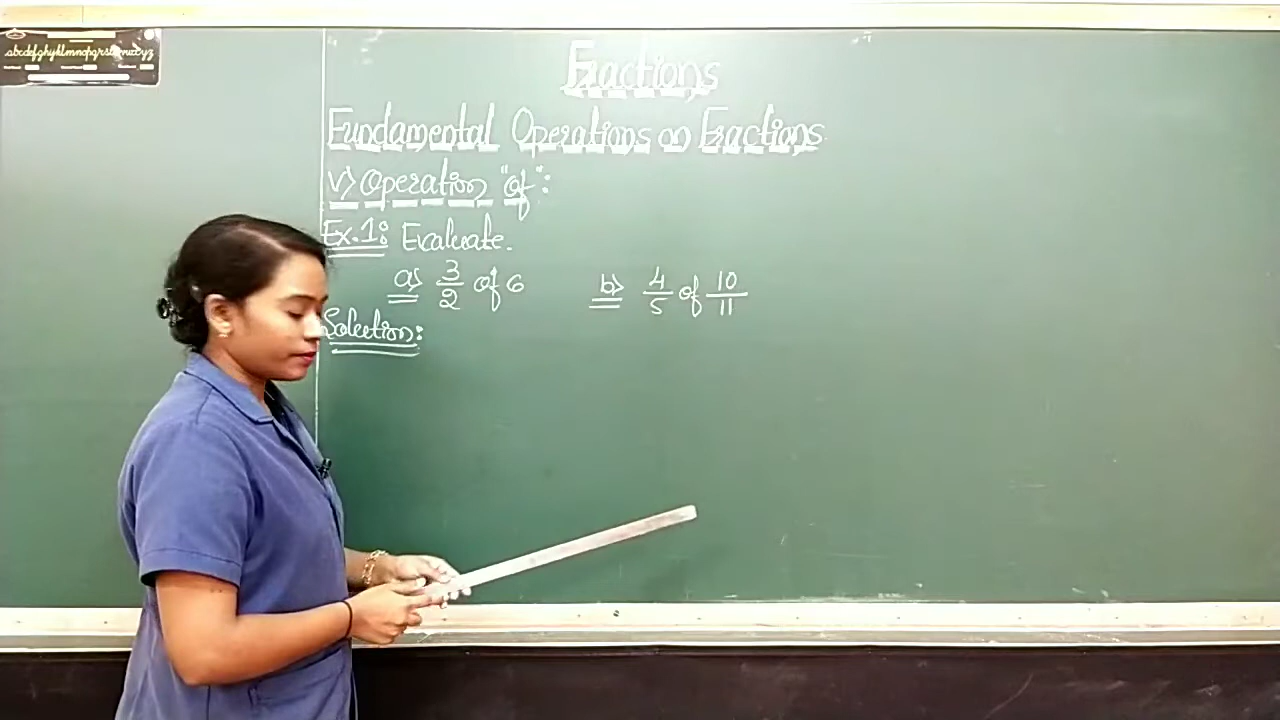 abcdefghijklmnopqrstuvwxyz
Fractions
Fundamental Operations on Fractions
v) Operation "of":
Ex.1: Evaluate.
a) 3/2 of 6 b) 4/5 of 10/11
Solution: